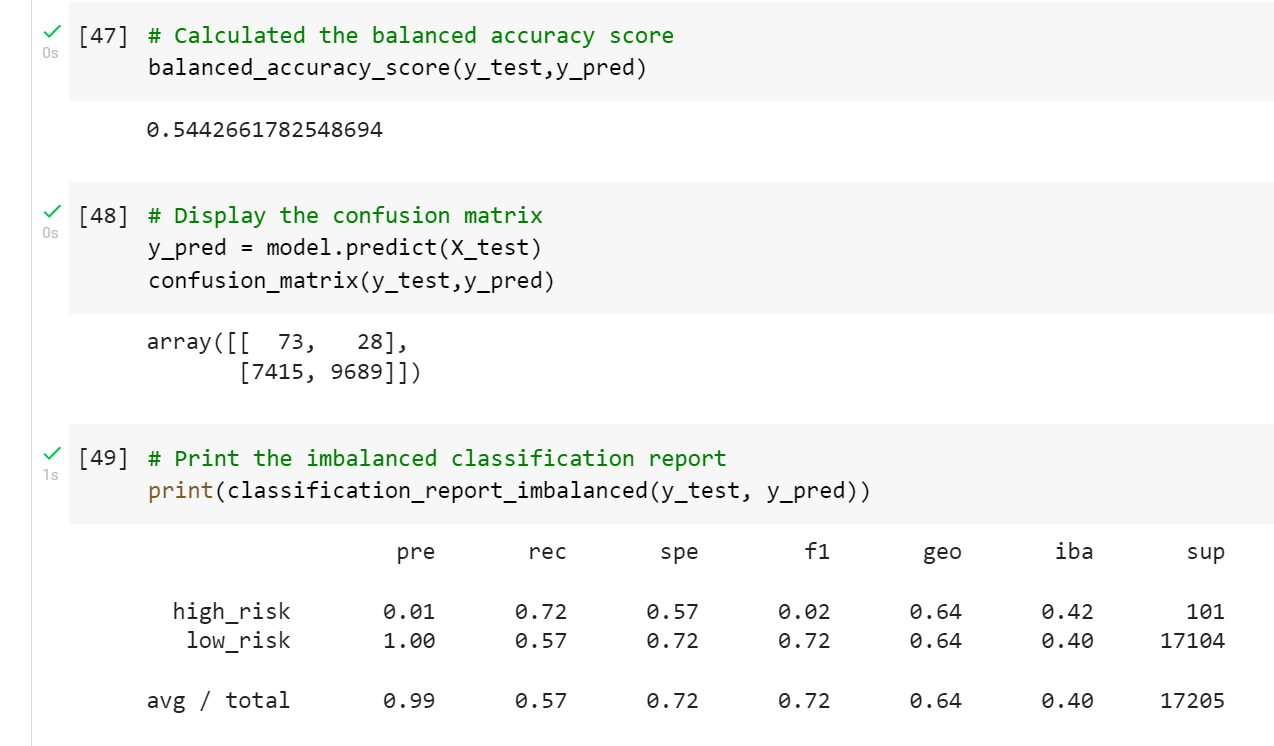 [47] # Calculated the balanced accuracy score
0s
balanced_accuracy_score(y_test,y_pred)
0.5442661782548694
[48] # Display the confusion matrix
0s
y_pred = model.predict(X_test)
confusion_matrix(y_test,y_pred)
array([[  73,   28],
       [7415, 9689]])
[49] # Print the imbalanced classification report
1s
print(classification_report_imbalanced(y_test, y_pred))
pre rec spe f1 geo iba sup
high_risk 0.01 0.72 0.57 0.02 0.64 0.42 101
low_risk 1.00 0.57 0.72 0.72 0.64 0.40 17104
avg / total 0.99 0.57 0.72 0.72 0.64 0.40 17205